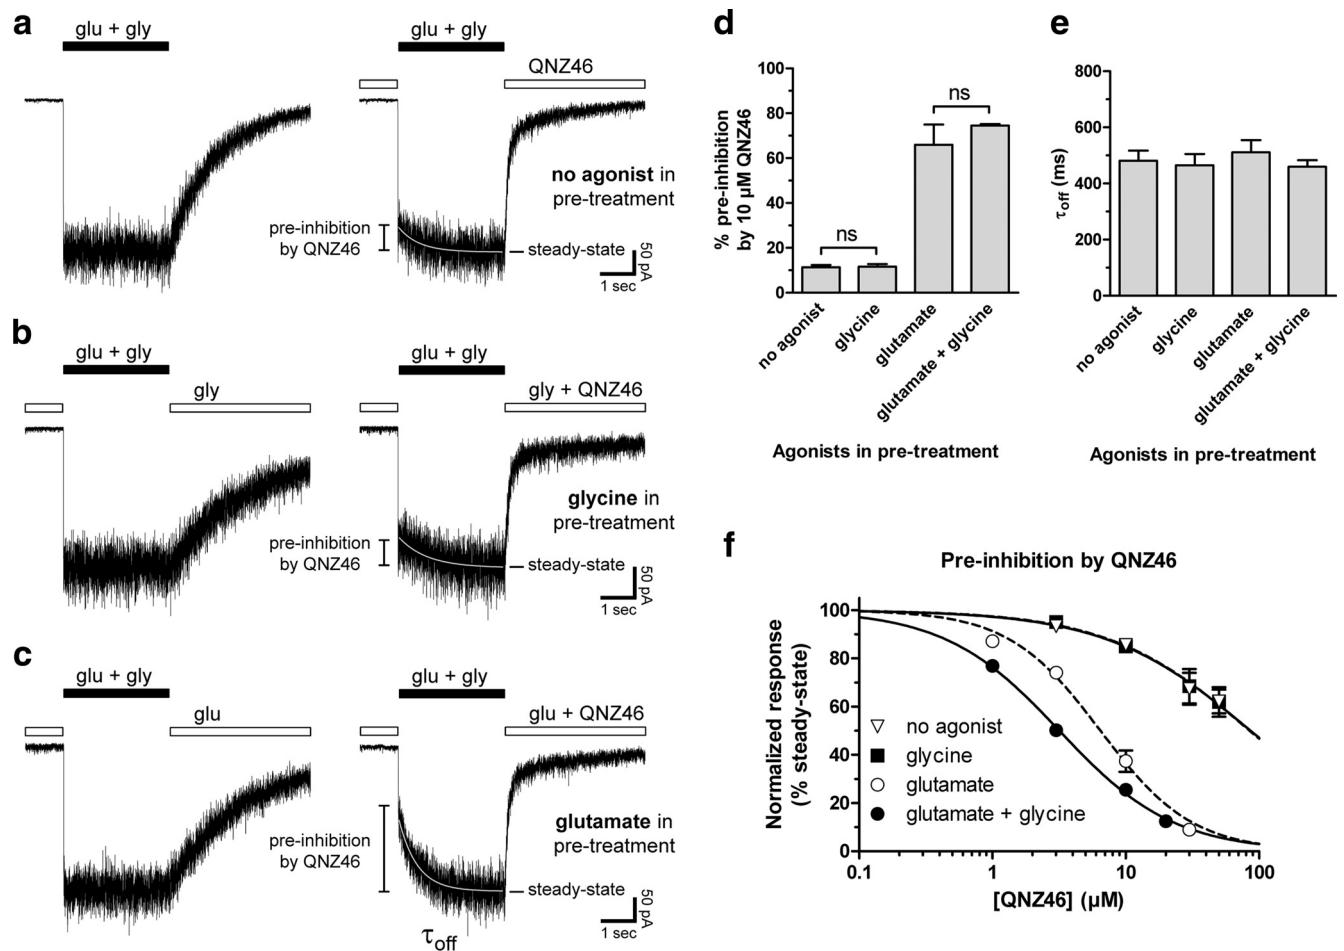 a
glu + gly
glu + gly
QNZ46
no agonist in
pre-treatment
pre-inhibition
by QNZ46
steady-state
50 pA
1 sec
b
glu + gly
glu + gly
gly
gly + QNZ46
glycine in
pre-treatment
pre-inhibition
by QNZ46
steady-state
50 pA
1 sec
c
glu + gly
glu + gly
glu
glu + QNZ46
glutamate in
pre-treatment
pre-inhibition
by QNZ46
steady-state
50 pA
1 sec
τoff
d
% pre-inhibition
by 10 µM QNZ46
100
80
60
40
20
0
ns
ns
no agonist
glycine
glutamate
glutamate + glycine
Agonists in pre-treatment
e
τoff (ms)
800
600
400
200
0
no agonist
glycine
glutamate
glutamate + glycine
Agonists in pre-treatment
f
Pre-inhibition by QNZ46
Normalized response
(% steady-state)
100
80
60
40
20
0
no agonist
glycine
glutamate
glutamate + glycine
0.1
1
10
100
[QNZ46] (µM)